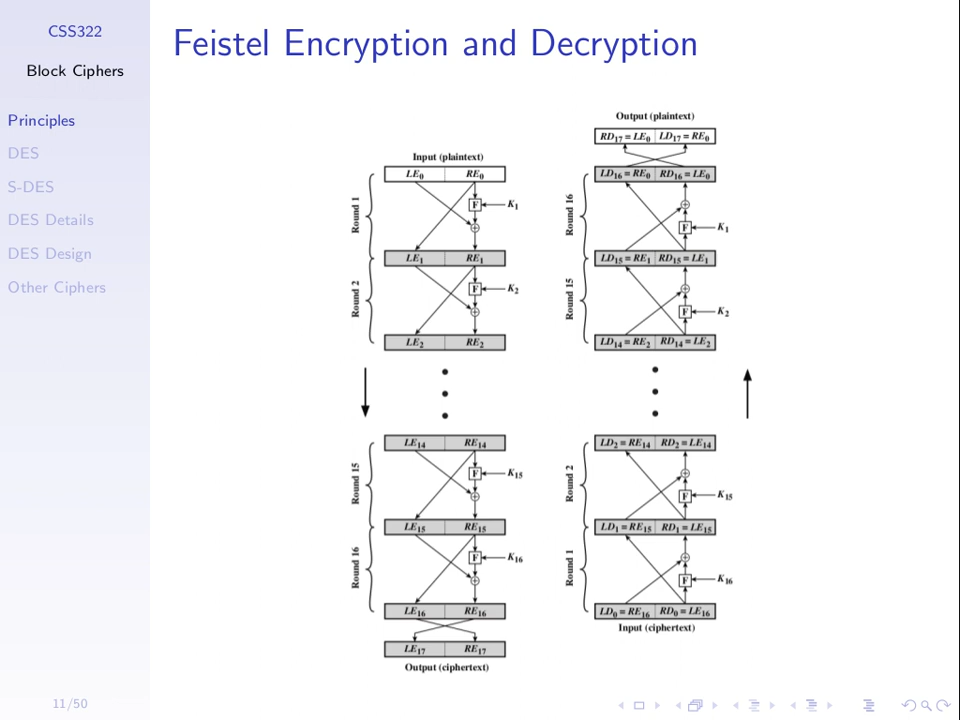 CSS322
Block Ciphers
Principles
DES
S-DES
DES Details
DES Design
Other Ciphers
11/50
Feistel Encryption and Decryption
Input (plaintext)
LE0 RE0
Round 1
F K1
LE1 RE1
Round 2
F K2
LE2 RE2
LE14 RE14
Round 15
F K15
LE15 RE15
Round 16
F K16
LE16 RE16
LE17 RE17
Output (ciphertext)
Output (plaintext)
RD17 = LE0 LD17 = RE0
LD16 = RE0 RD16 = LE0
Round 16
F K1
LD15 = RE1 RD15 = LE1
Round 15
F K2
LD14 = RE2 RD14 = LE2
LD2 = RE14 RD2 = LE14
Round 2
F K15
LD1 = RE15 RD1 = LE15
Round 1
F K16
LD0 = RE16 RD0 = LE16
Input (ciphertext)